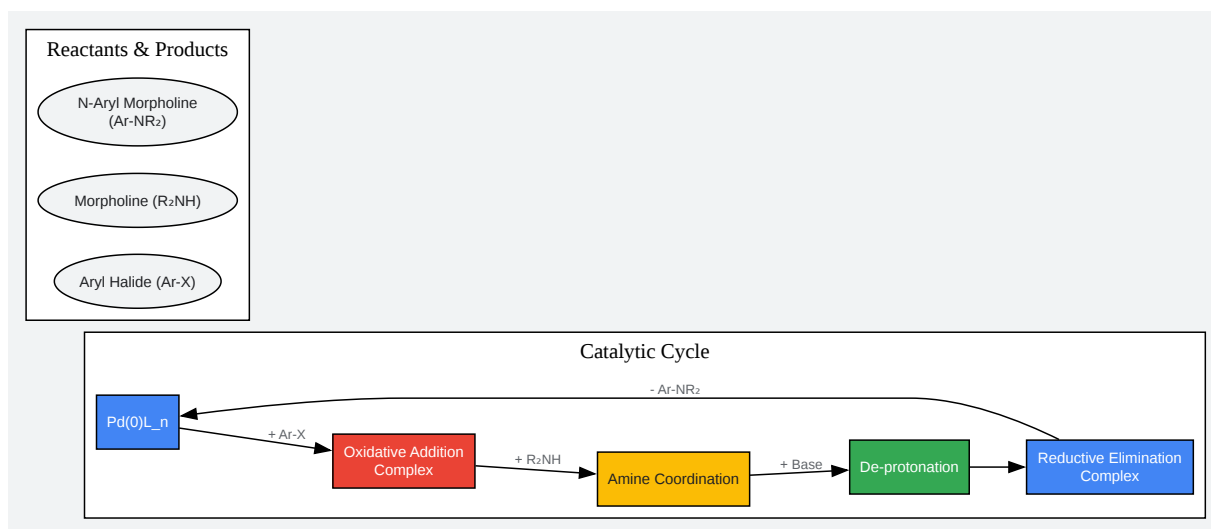 Reactants & Products
N-Aryl Morpholine
(Ar-NR₂)
Morpholine (R₂NH)
Aryl Halide (Ar-X)
Catalytic Cycle
- Ar-NR₂
Pd(0)L_n
+ Ar-X
Oxidative Addition
Complex
+ R₂NH
Amine Coordination
+ Base
De-protonation
Reductive Elimination
Complex